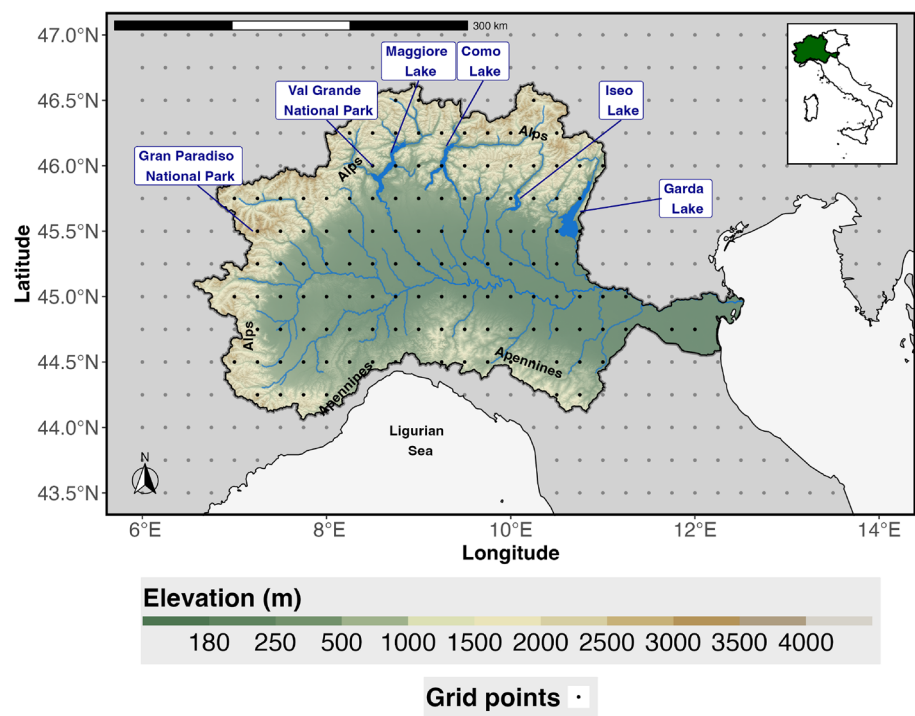 300 km
47.0°N
46.5°N
46.0°N
45.5°N
45.0°N
44.5°N
44.0°N
43.5°N
Maggiore
Lake
Como
Lake
Val Grande
National Park
Iseo
Lake
Gran Paradiso
National Park
Garda
Lake
Alps
Alps
Alps
Apennines
Apennines
Ligurian
Sea
N
Latitude
6°E
8°E
10°E
12°E
14°E
Longitude
Elevation (m)
180 250 500 1000 1500 2000 2500 3000 3500 4000
Grid points